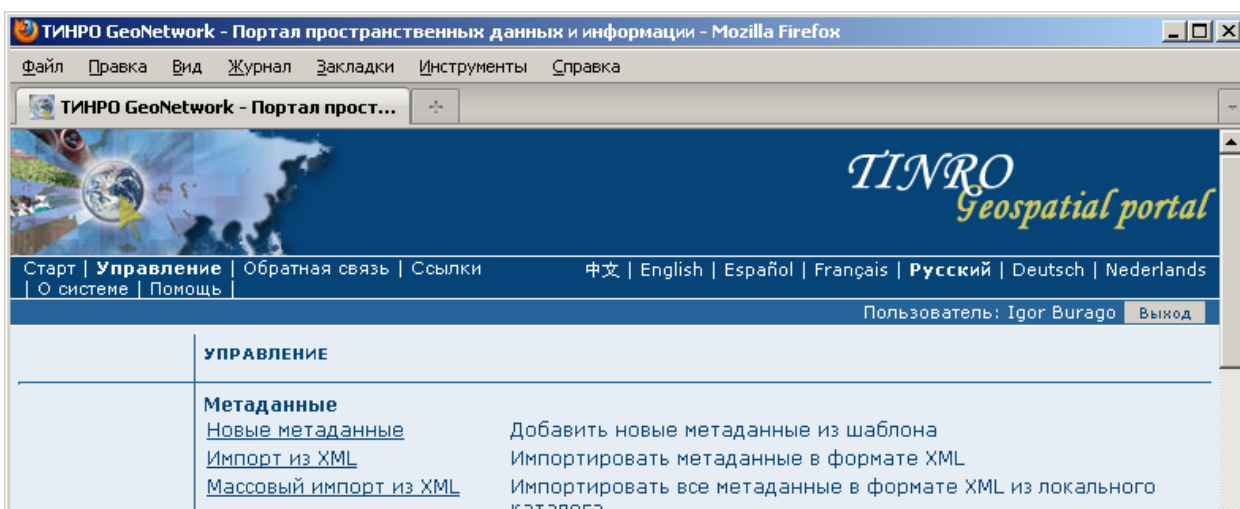 ТИНРО GeoNetwork - Портал пространственных данных и информации - Mozilla Firefox
Файл Правка Вид Журнал Закладки Инструменты Справка
ТИНРО GeoNetwork - Портал прост...
TINRO
Geospatial portal
Старт | Управление | Обратная связь | Ссылки 中文 | English | Español | Français | Русский | Deutsch | Nederlands
| О системе | Помощь |
Пользователь: Igor Burago Выход
УПРАВЛЕНИЕ
Метаданные
Новые метаданные Добавить новые метаданные из шаблона
Импорт из XML Импортировать метаданные в формате XML
Массовый импорт из XML Импортировать все метаданные в формате XML из локального
каталога